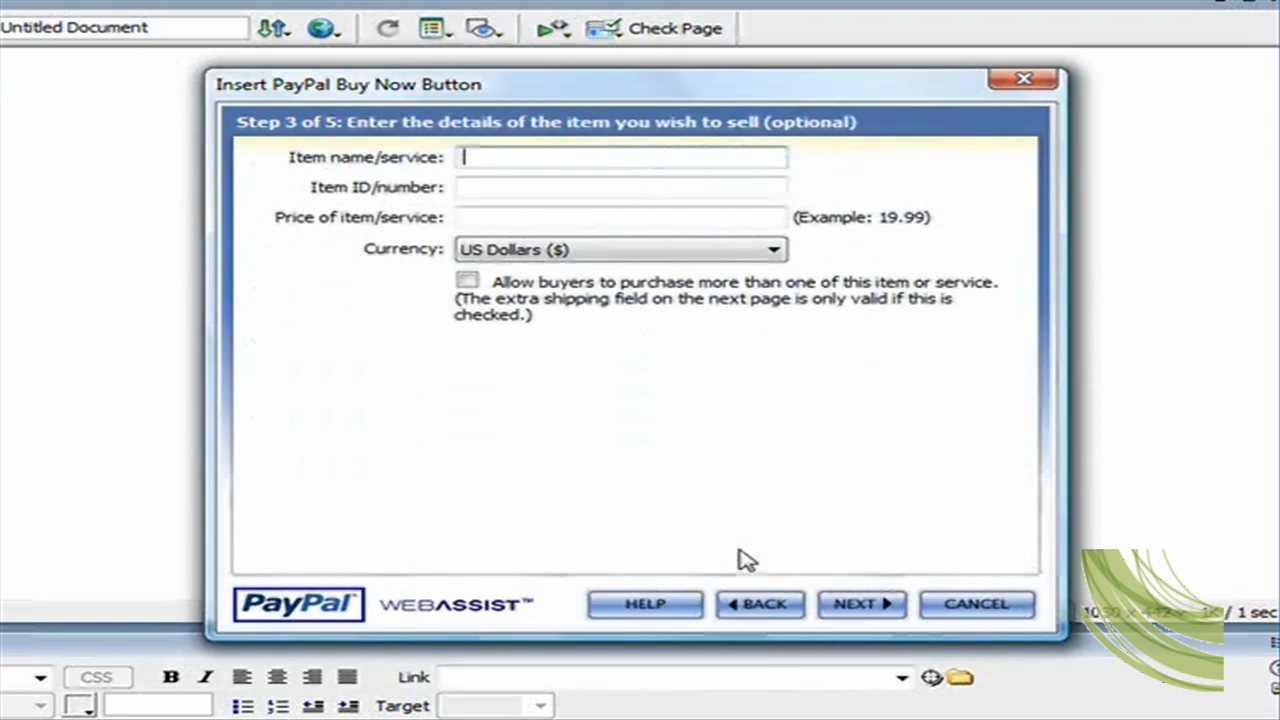 Untitled Document
Check Page
Insert PayPal Buy Now Button
Step 3 of 5: Enter the details of the item you wish to sell (optional)
Item name/service:
Item ID/number:
Price of item/service: (Example: 19.99)
Currency: US Dollars ($)
Allow buyers to purchase more than one of this item or service.
(The extra shipping field on the next page is only valid if this is
checked.)
PayPal WEBASSIST™ HELP BACK NEXT CANCEL
/ 1 sec
CSS B I Link
Target